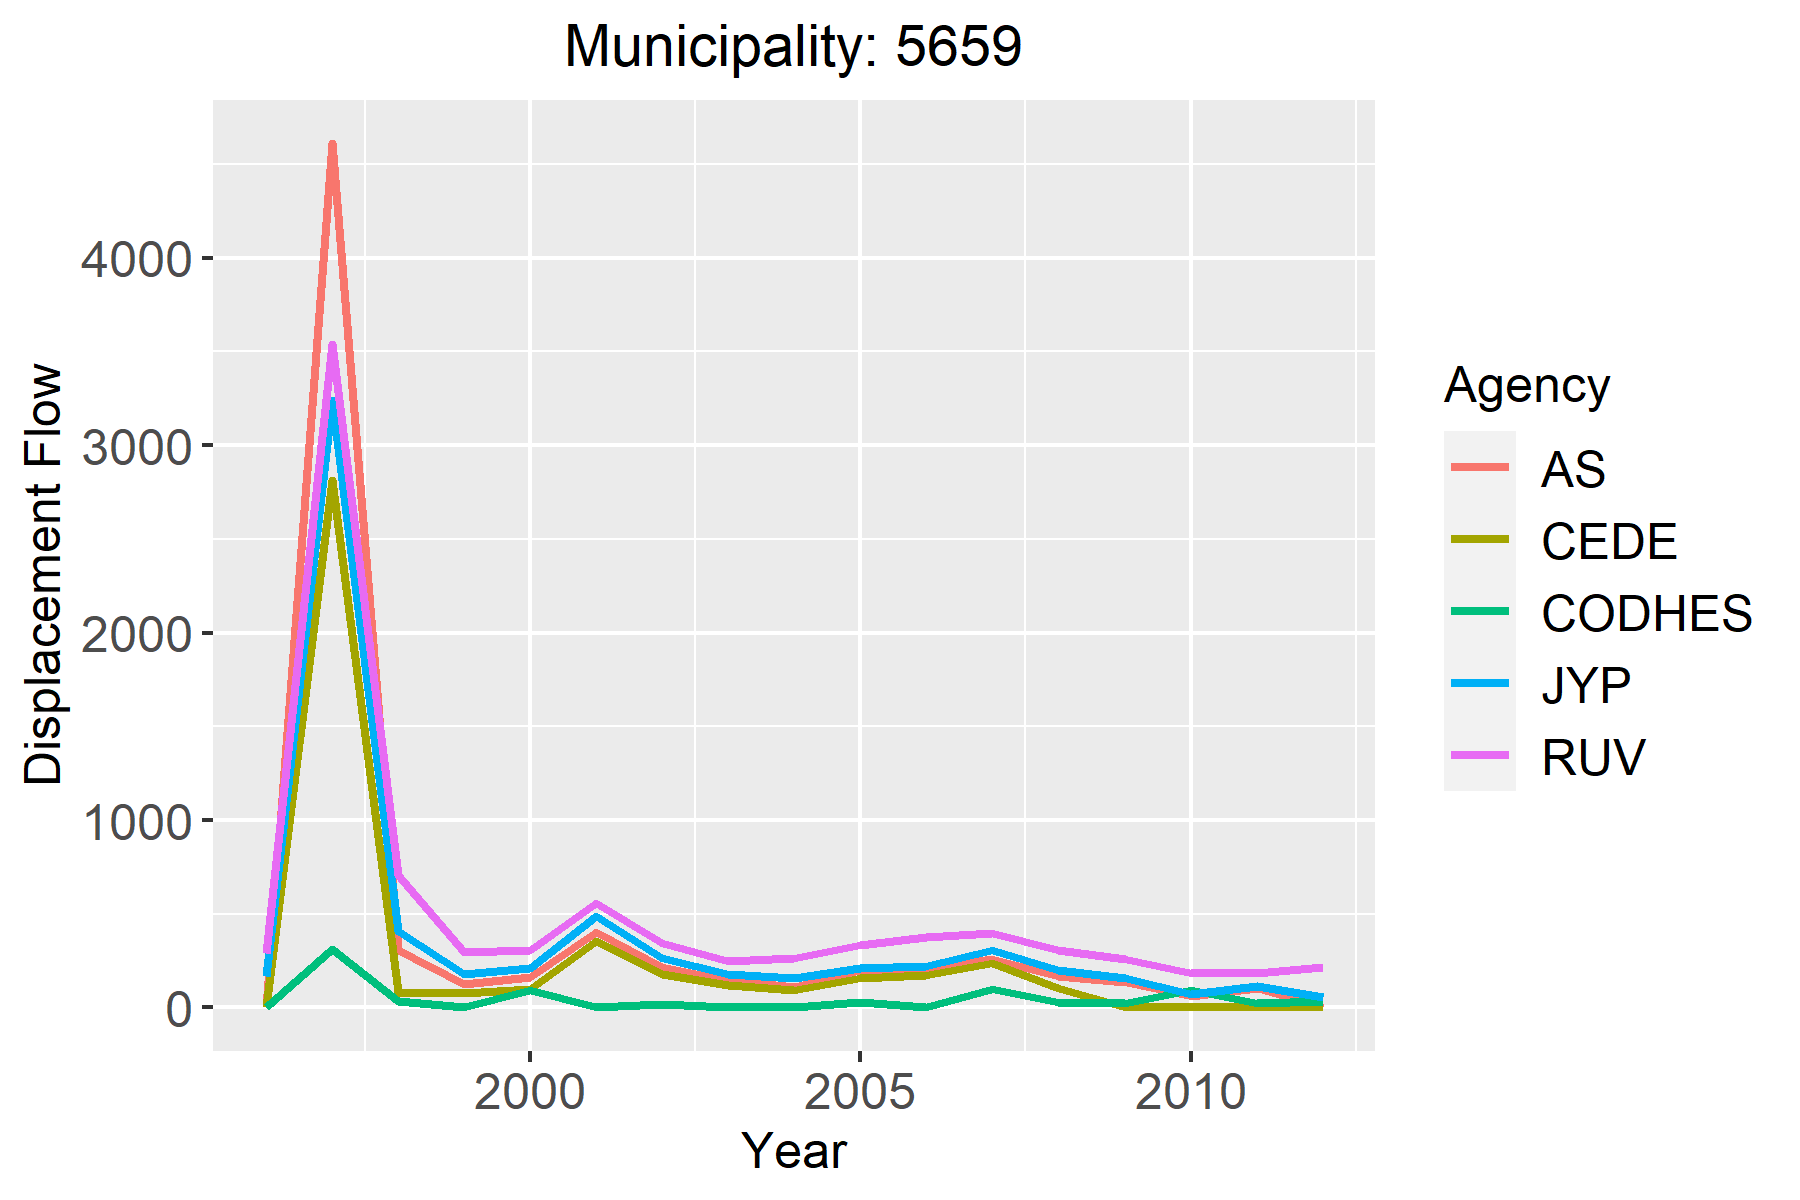 Municipality: 5659
Displacement Flow
4000
3000
2000
1000
0
2000 2005 2010
Year
Agency
AS
CEDE
CODHES
JYP
RUV